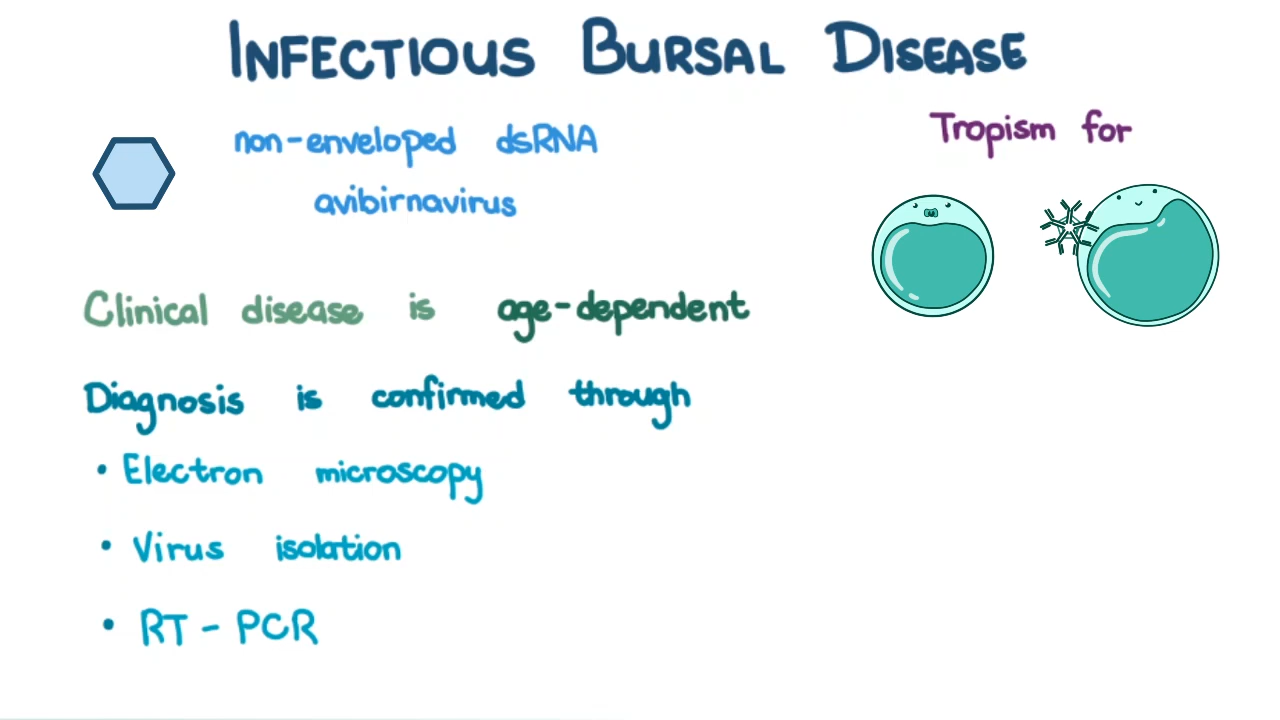 INFECTIOUS BURSAL DISEASE
non-enveloped dsRNA
avibirnavirus
Tropism for
Clinical disease is age-dependent
Diagnosis is confirmed through
• Electron microscopy
• Virus isolation
• RT-PCR